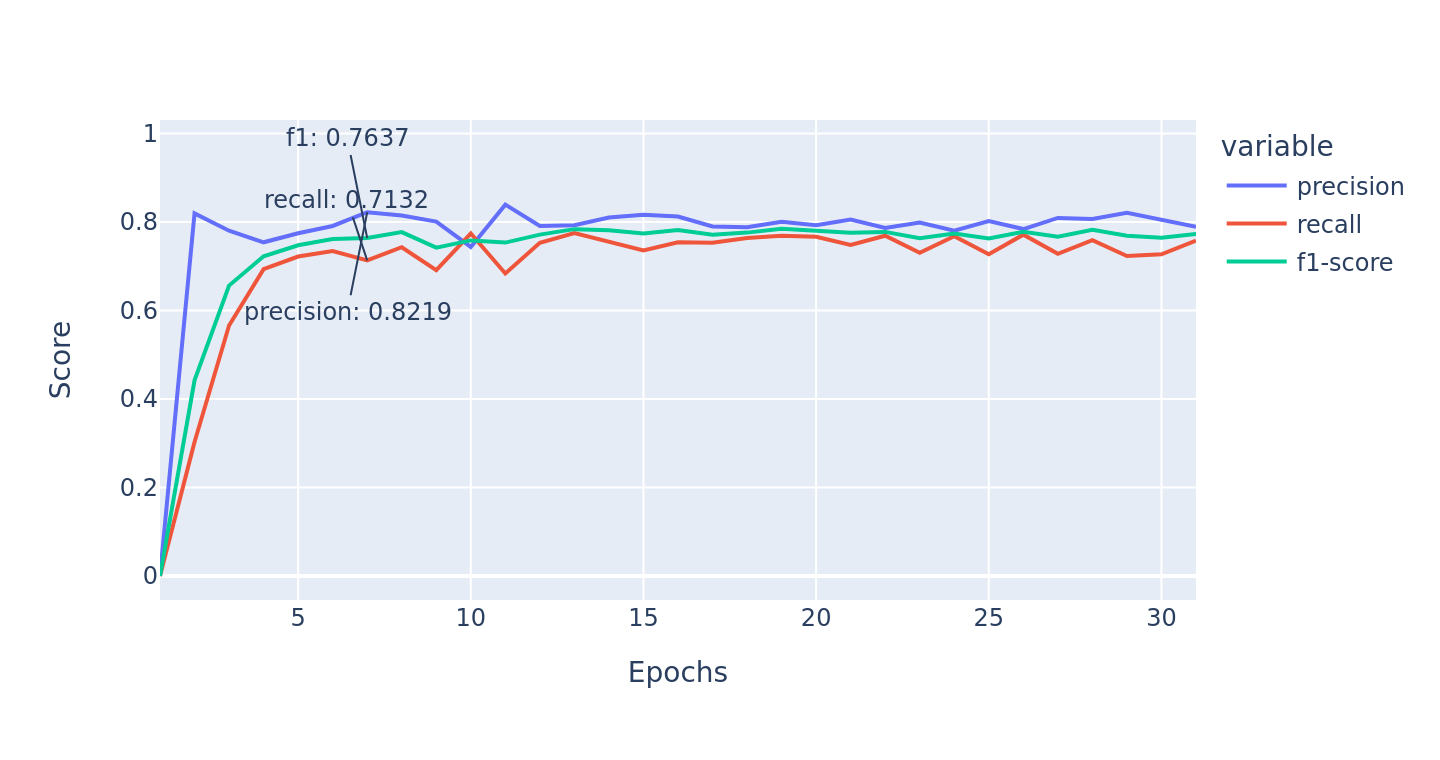 f1: 0.7637
recall: 0.7132
precision: 0.8219
1
0.8
0.6
0.4
0.2
0
5
10
15
20
25
30
Score
Epochs
variable
precision
recall
f1-score